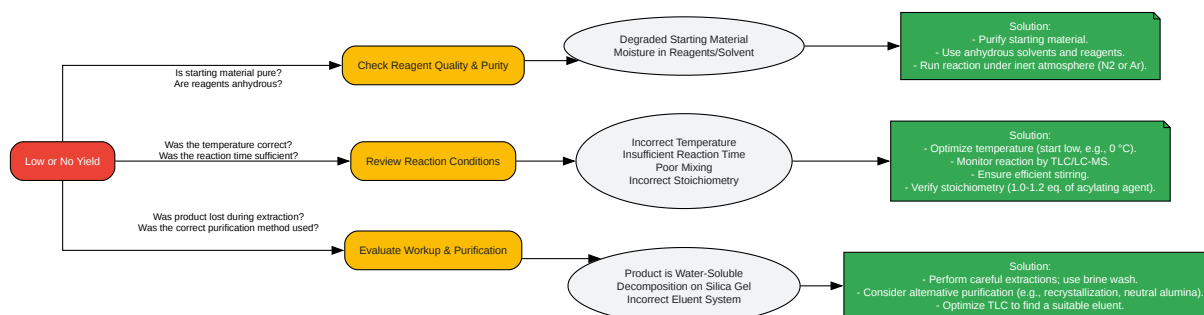 Low or No Yield
Is starting material pure?
Are reagents anhydrous?
Check Reagent Quality & Purity
Degraded Starting Material
Moisture in Reagents/Solvent
Solution:
- Purify starting material.
- Use anhydrous solvents and reagents.
- Run reaction under inert atmosphere (N2 or Ar).
Was the temperature correct?
Was the reaction time sufficient?
Review Reaction Conditions
Incorrect Temperature
Insufficient Reaction Time
Poor Mixing
Incorrect Stoichiometry
Solution:
- Optimize temperature (start low, e.g., 0 °C).
- Monitor reaction by TLC/LC-MS.
- Ensure efficient stirring.
- Verify stoichiometry (1.0-1.2 eq. of acylating agent).
Was product lost during extraction?
Was the correct purification method used?
Evaluate Workup & Purification
Product is Water-Soluble
Decomposition on Silica Gel
Incorrect Eluent System
Solution:
- Perform careful extractions; use brine wash.
- Consider alternative purification (e.g., recrystallization, neutral alumina).
- Optimize TLC to find a suitable eluent.